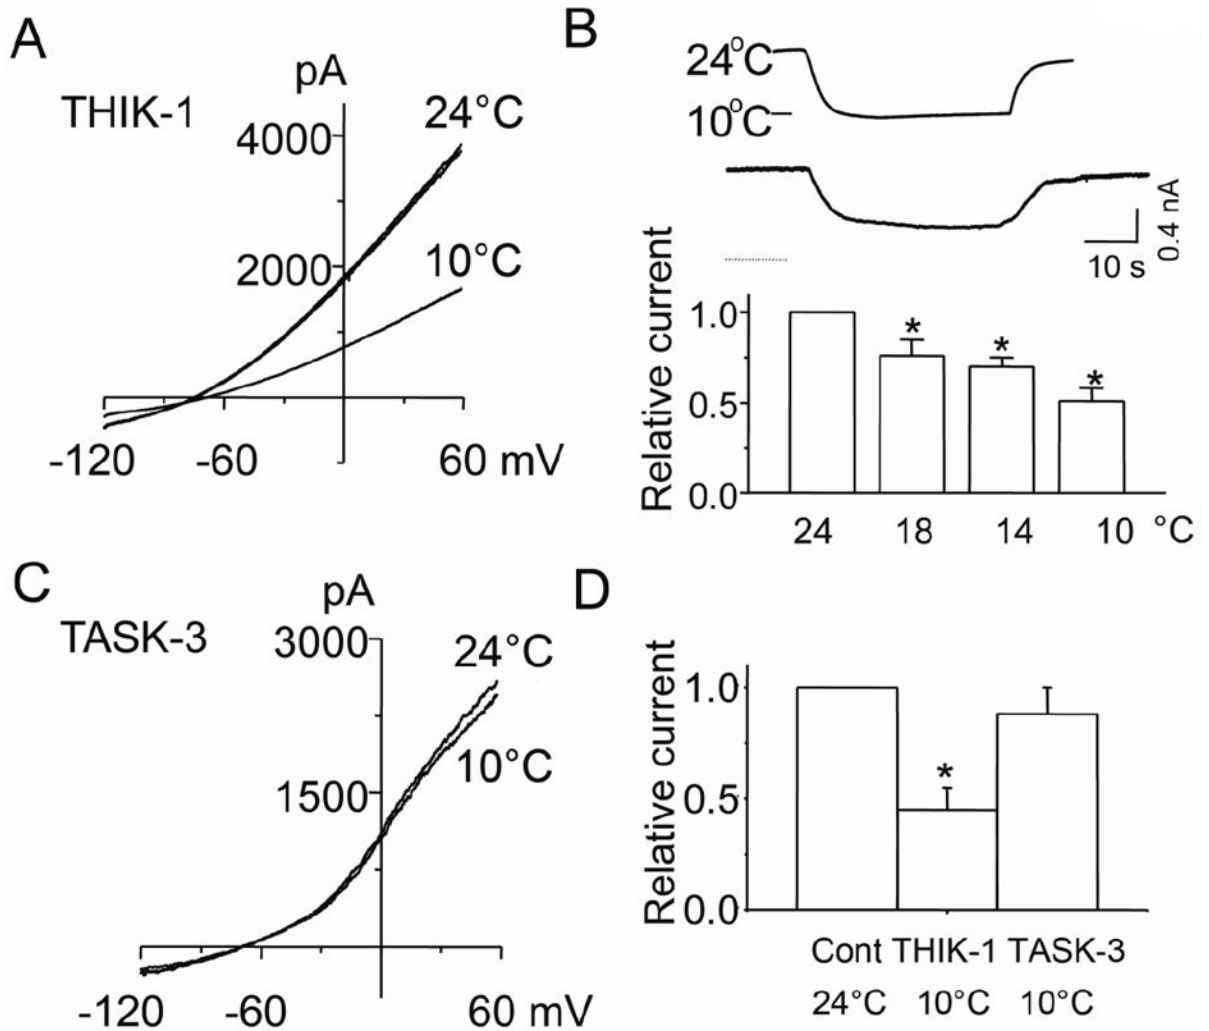 A
pA
THIK-1
24°C
4000
10°C
2000
-120
-60
60 mV
B
24°C
10°C
0.4 nA
10 s
Relative current
1.0
*
*
*
0.5
0.0
24
18
14
10
°C
C
pA
TASK-3
3000
24°C
10°C
1500
-120
-60
60 mV
D
Relative current
1.0
*
0.5
0.0
Cont THIK-1 TASK-3
24°C 10°C 10°C